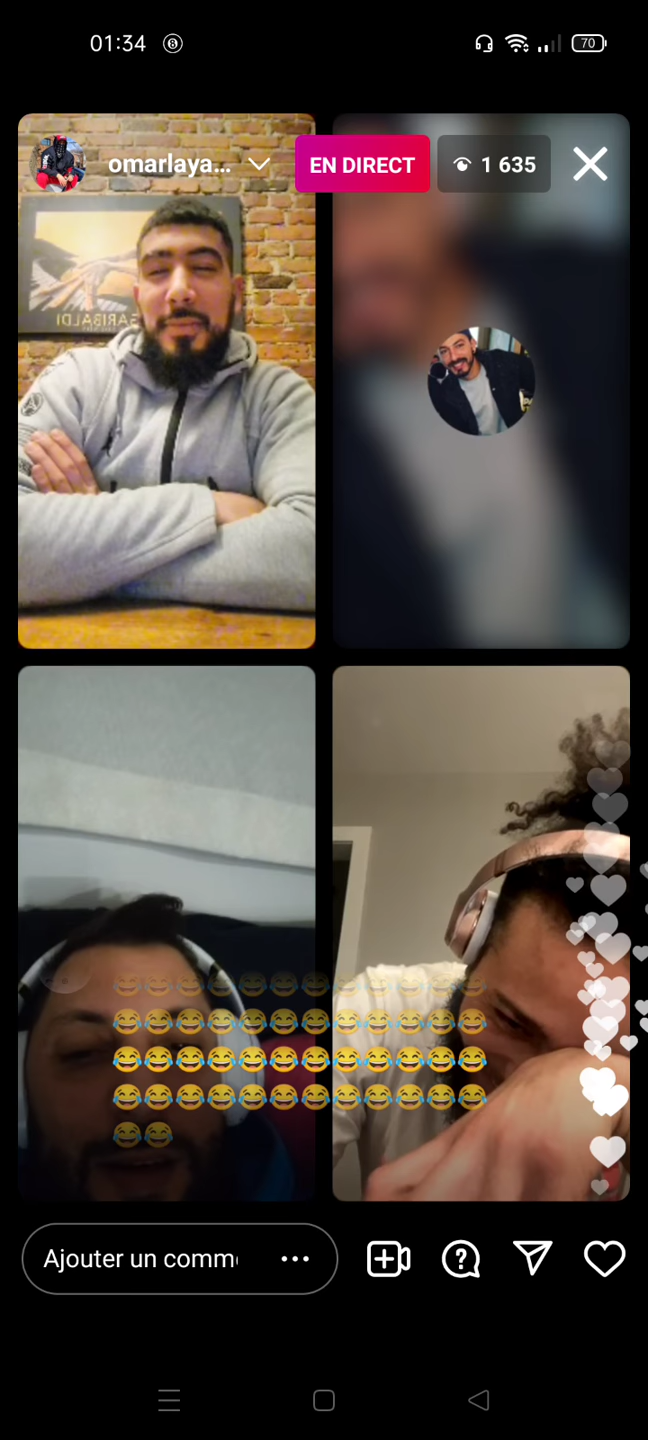 01:34
70
omarlaya...
EN DIRECT
1 635
GARIBALDI
😂😂😂😂😂😂😂😂😂😂😂😂
😂😂😂😂😂😂😂😂😂😂😂😂
😂😂😂😂😂😂😂😂😂😂😂😂
😂😂😂😂😂😂😂😂😂😂😂😂
😂😂
Ajouter un comm